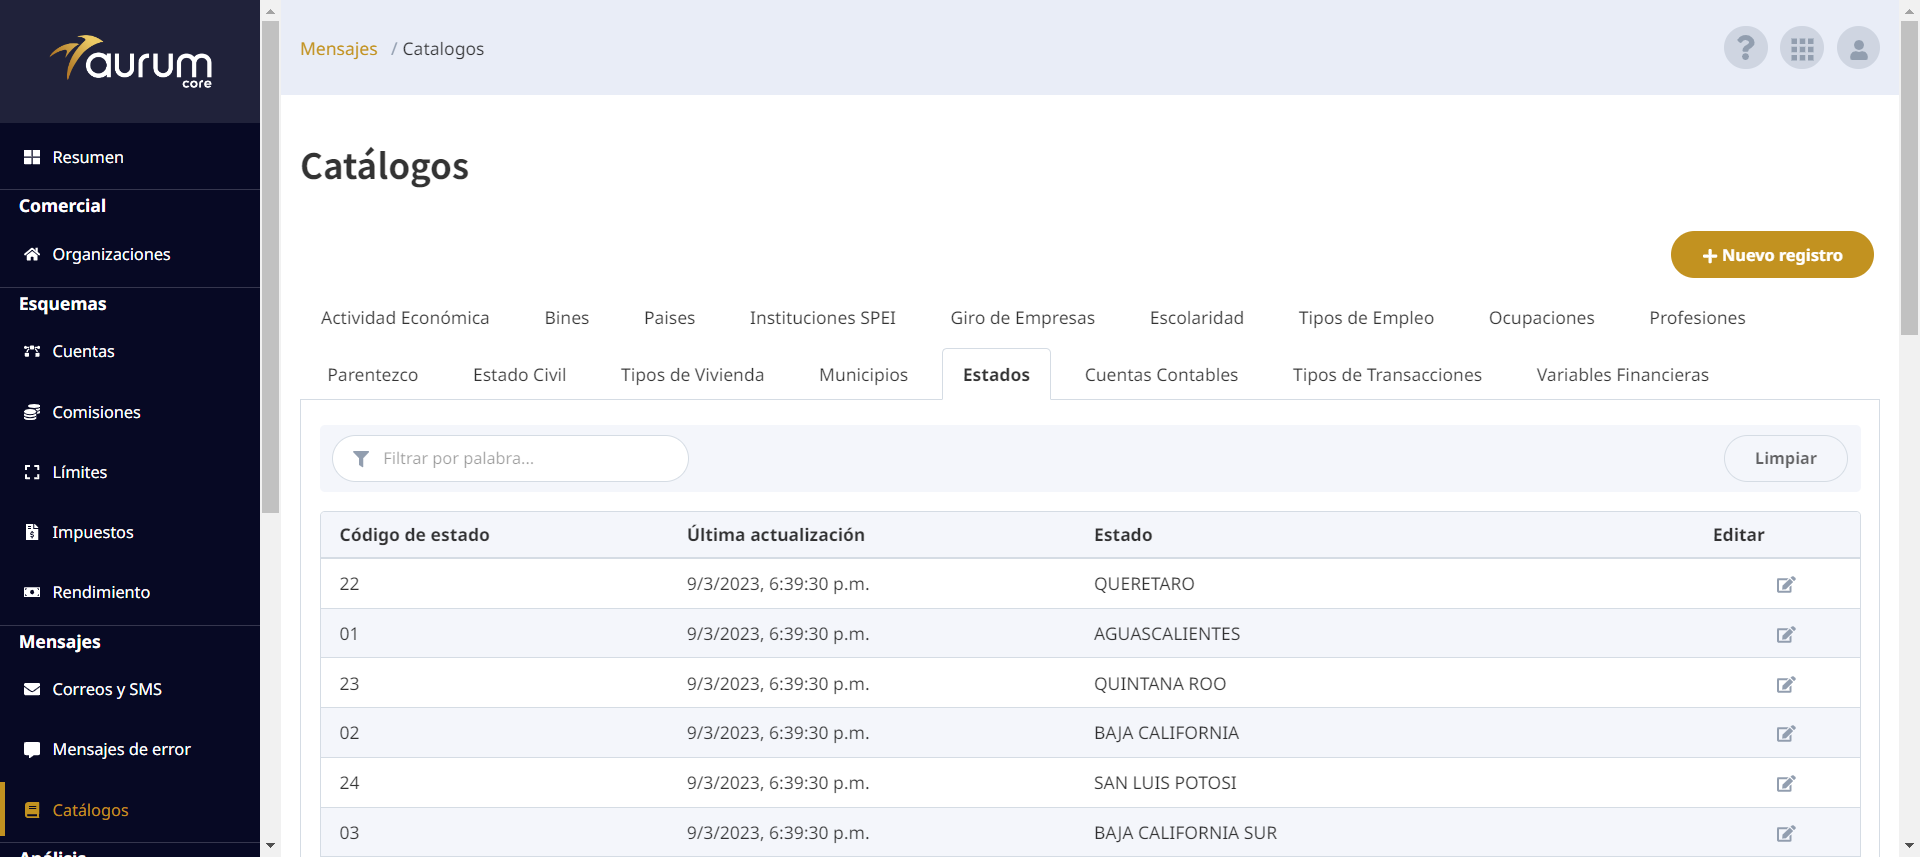 aurum
core
Resumen
Comercial
Organizaciones
Esquemas
Cuentas
Comisiones
Límites
Impuestos
Rendimiento
Mensajes
Correos y SMS
Mensajes de error
Catálogos
Mensajes / Catalogos
?
Catálogos
+ Nuevo registro
Actividad Económica Bines Paises Instituciones SPEI Giro de Empresas Escolaridad Tipos de Empleo Ocupaciones Profesiones
Parentezco Estado Civil Tipos de Vivienda Municipios Estados Cuentas Contables Tipos de Transacciones Variables Financieras
Filtrar por palabra... Limpiar
Código de estado Última actualización Estado Editar
22 9/3/2023, 6:39:30 p.m. QUERETARO
01 9/3/2023, 6:39:30 p.m. AGUASCALIENTES
23 9/3/2023, 6:39:30 p.m. QUINTANA ROO
02 9/3/2023, 6:39:30 p.m. BAJA CALIFORNIA
24 9/3/2023, 6:39:30 p.m. SAN LUIS POTOSI
03 9/3/2023, 6:39:30 p.m. BAJA CALIFORNIA SUR